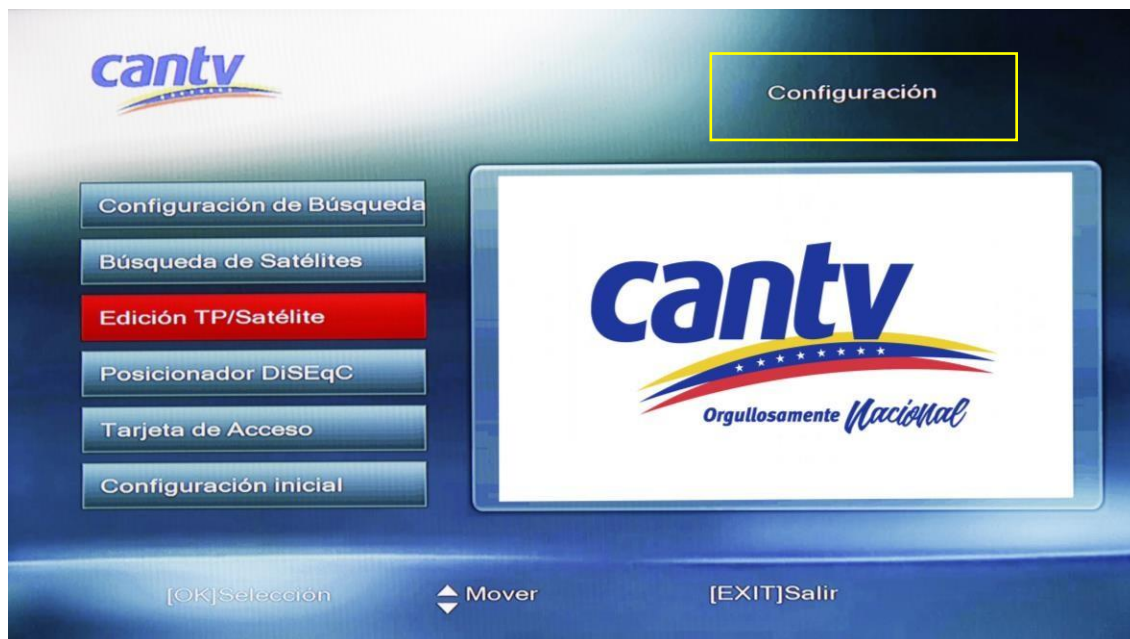 cantv
Configuración
Configuración de Búsqueda
Búsqueda de Satélites
Edición TP/Satélite
Posicionador DiSEqC
Tarjeta de Acceso
Configuración inicial
cantv
Orgullosamente Nacional
[OK]Selección
Mover
[EXIT]Salir